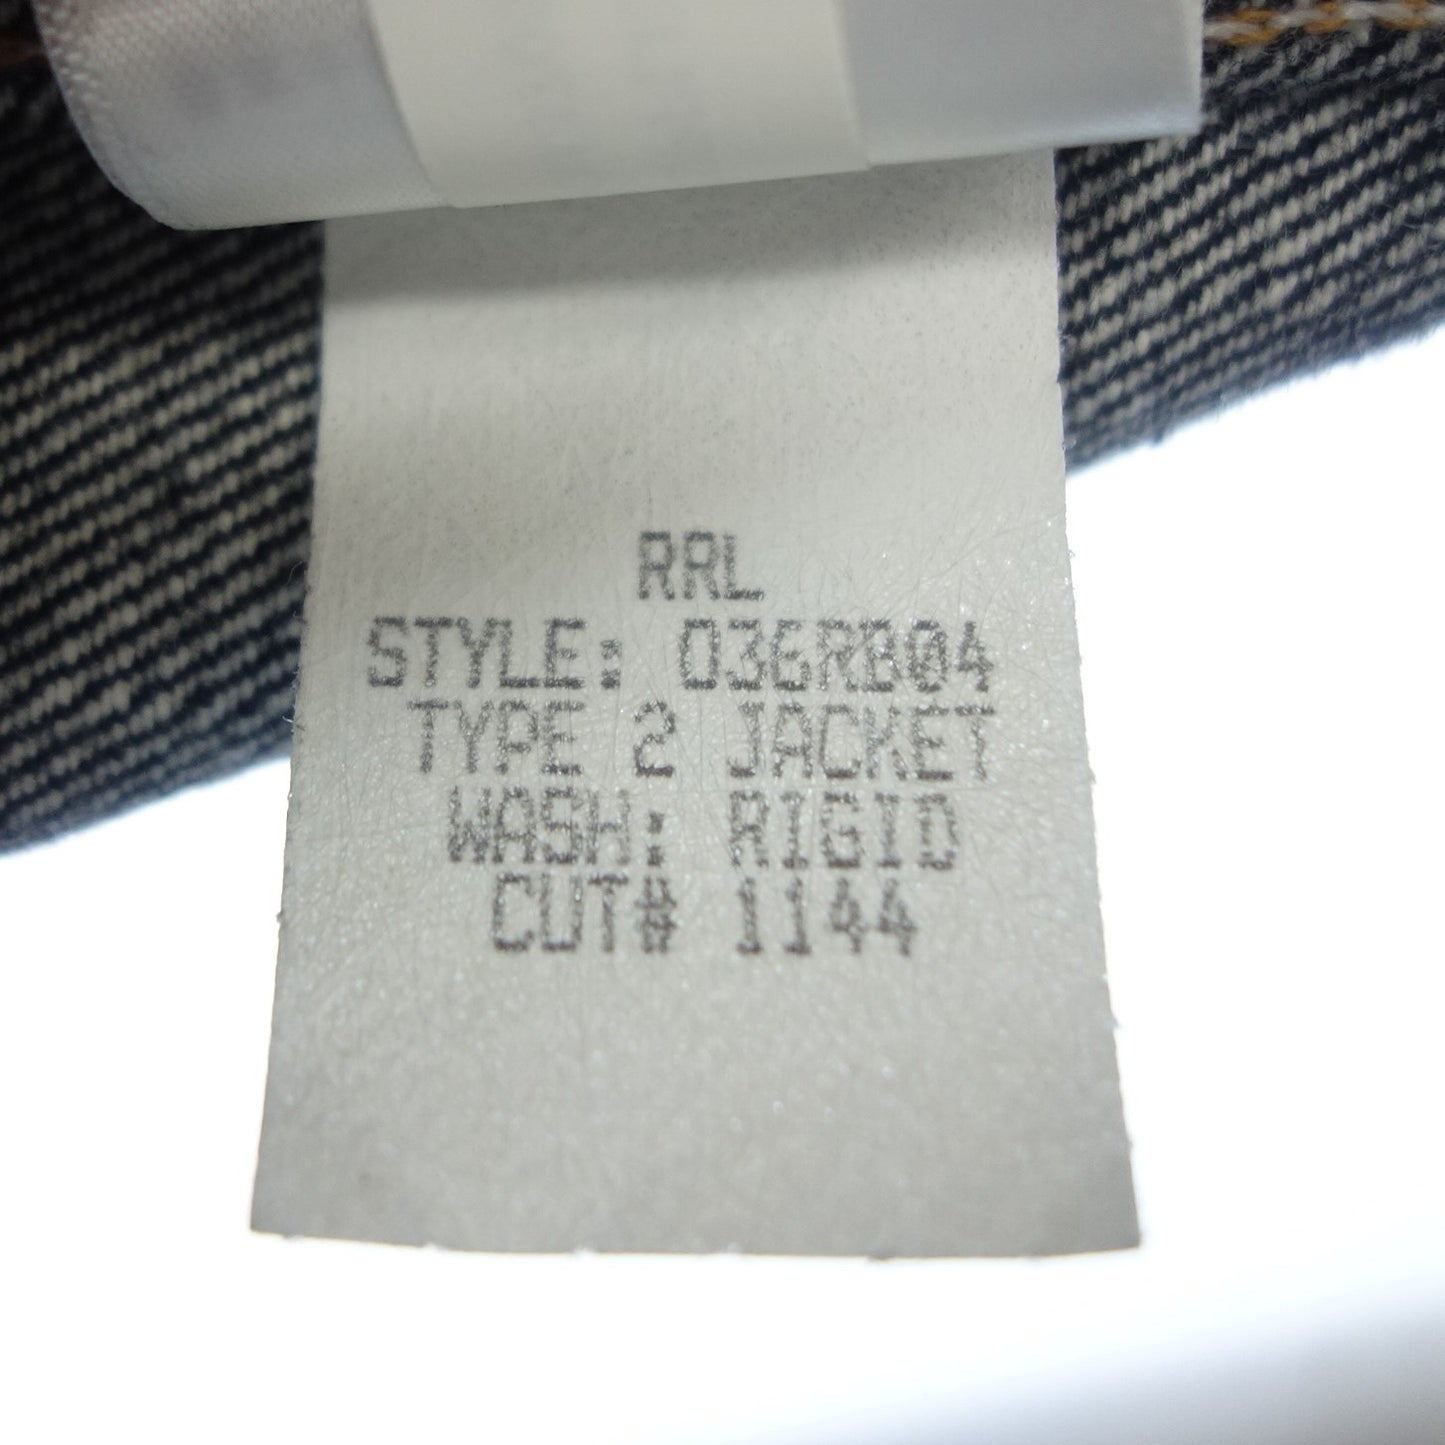 RRL
STYLE: 036RB04
TYPE 2 JACKET
WASH: RIGID
CUT# 1144